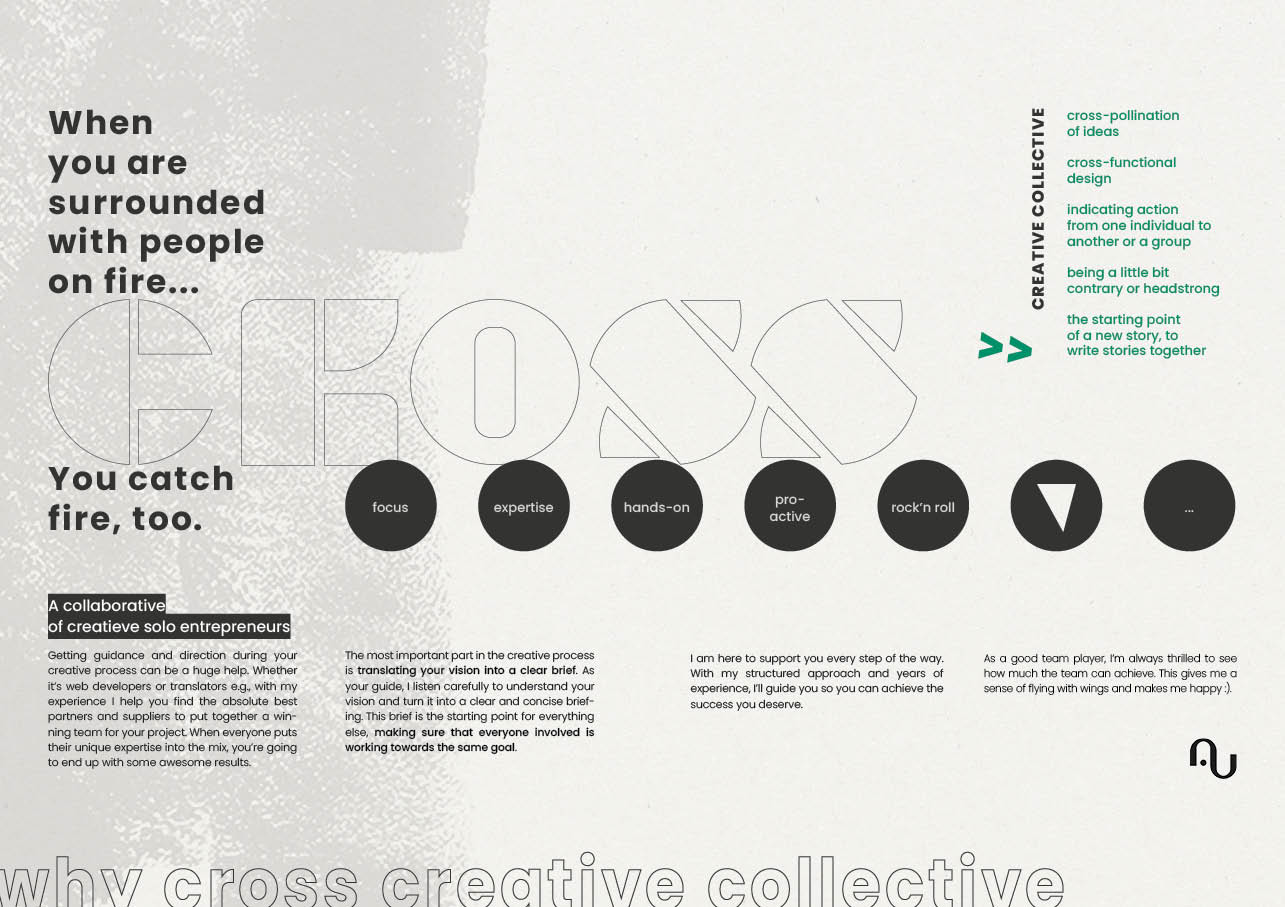 When
you are
surrounded
with people
on fire...
CROSS
You catch
fire, too.
CREATIVE COLLECTIVE
cross-pollination
of ideas
cross-functional
design
indicating action
from one individual to
another or a group
being a little bit
contrary or headstrong
>>
the starting point
of a new story, to
write stories together
focus
expertise
hands-on
pro-
active
rock'n roll
...
A collaborative
of creatieve solo entrepreneurs
Getting guidance and direction during your
creative process can be a huge help. Whether
it's web developers or translators e.g., with my
experience I help you find the absolute best
partners and suppliers to put together a win-
ning team for your project. When everyone puts
their unique expertise into the mix, you're going
to end up with some awesome results.
The most important part in the creative process
is translating your vision into a clear brief. As
your guide, I listen carefully to understand your
vision and turn it into a clear and concise brief-
ing. This brief is the starting point for everything
else, making sure that everyone involved is
working towards the same goal.
I am here to support you every step of the way.
With my structured approach and years of
experience, I'll guide you so you can achieve the
success you deserve.
As a good team player, I'm always thrilled to see
how much the team can achieve. This gives me a
sense of flying with wings and makes me happy :).
why cross creative collective